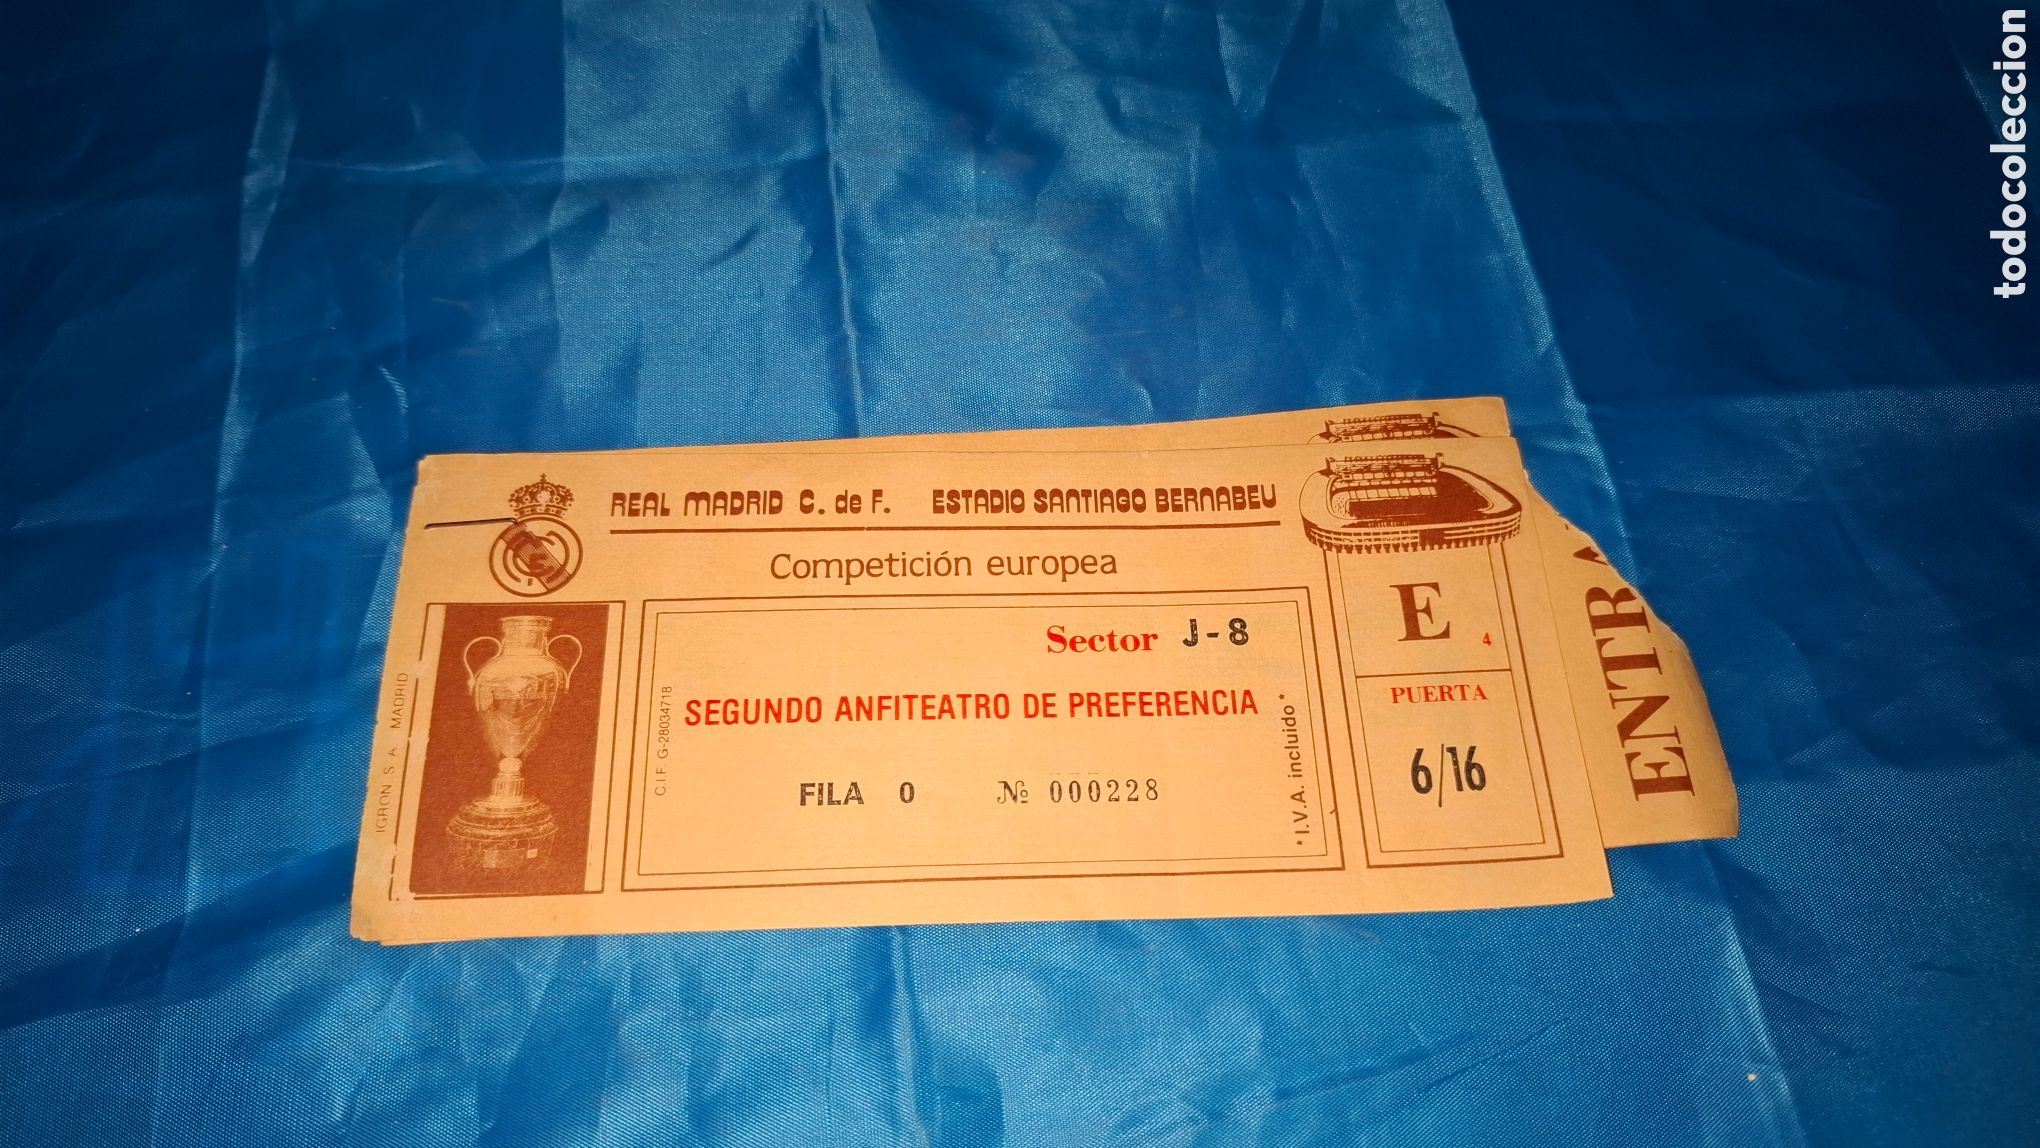 REAL MADRID C. de F. ESTADIO SANTIAGO BERNABEU
Competición europea
Sector J-8
SEGUNDO ANFITEATRO DE PREFERENCIA
FILA 0 Nº 000228
C.I.F. G-28034718
* I.V.A. incluido *
IGRON S. A. MADRID
E 4
PUERTA
6/16
ENTRA
todocoleccion